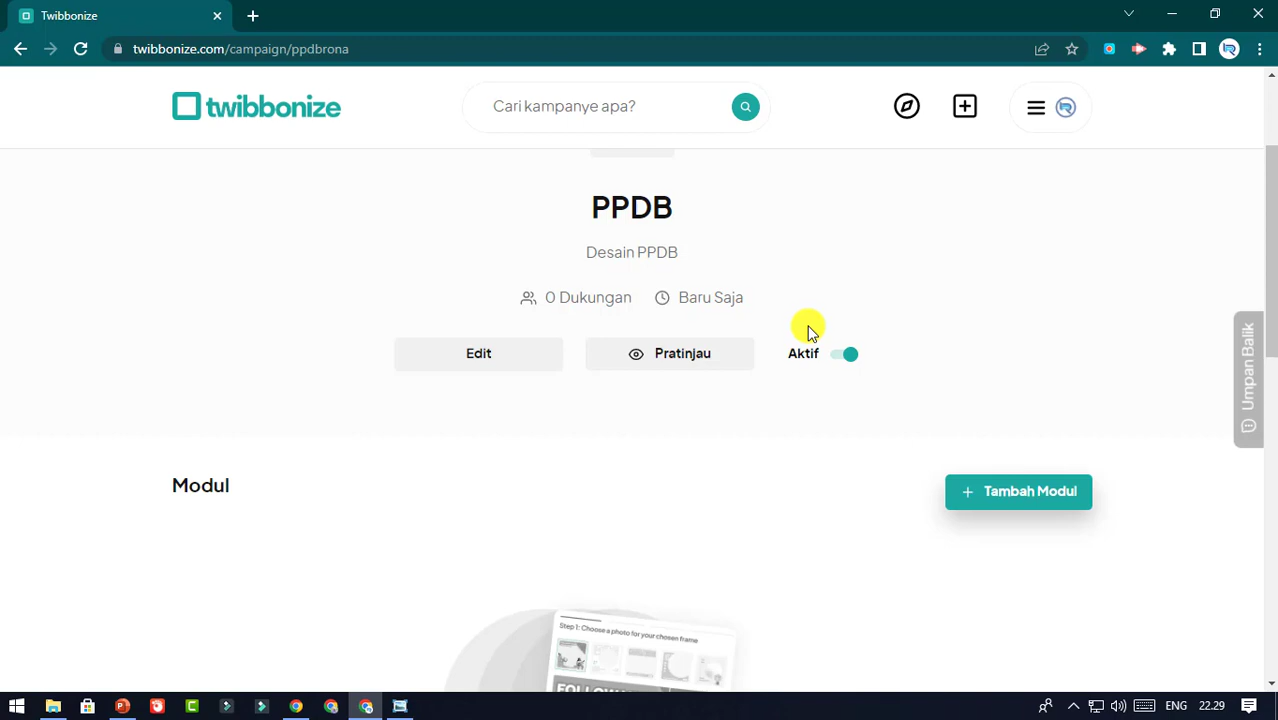 Twibbonize
twibbonize.com/campaign/ppdbrona
twibbonize
Cari kampanye apa?
PPDB
Desain PPDB
0 Dukungan Baru Saja
Edit Pratinjau Aktif
Umpan Balik
Modul
+ Tambah Modul
Step 1: Choose a photo for your chosen frame
ENG 22.29